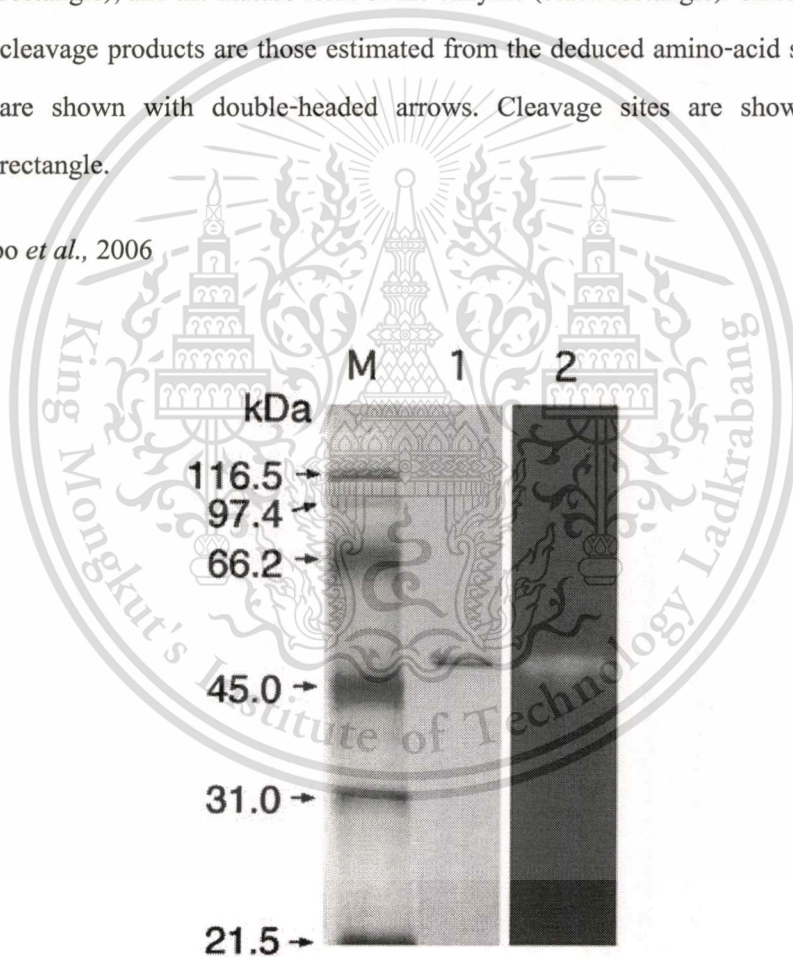 cleavage products are those estimated from the deduced amino-acid s
are shown with double-headed arrows. Cleavage sites are show
rectangle.
oo et al., 2006
M 1 2
kDa
116.5
97.4
66.2
45.0
31.0
21.5
King Mongkut's Institute of Technology Ladkrabang